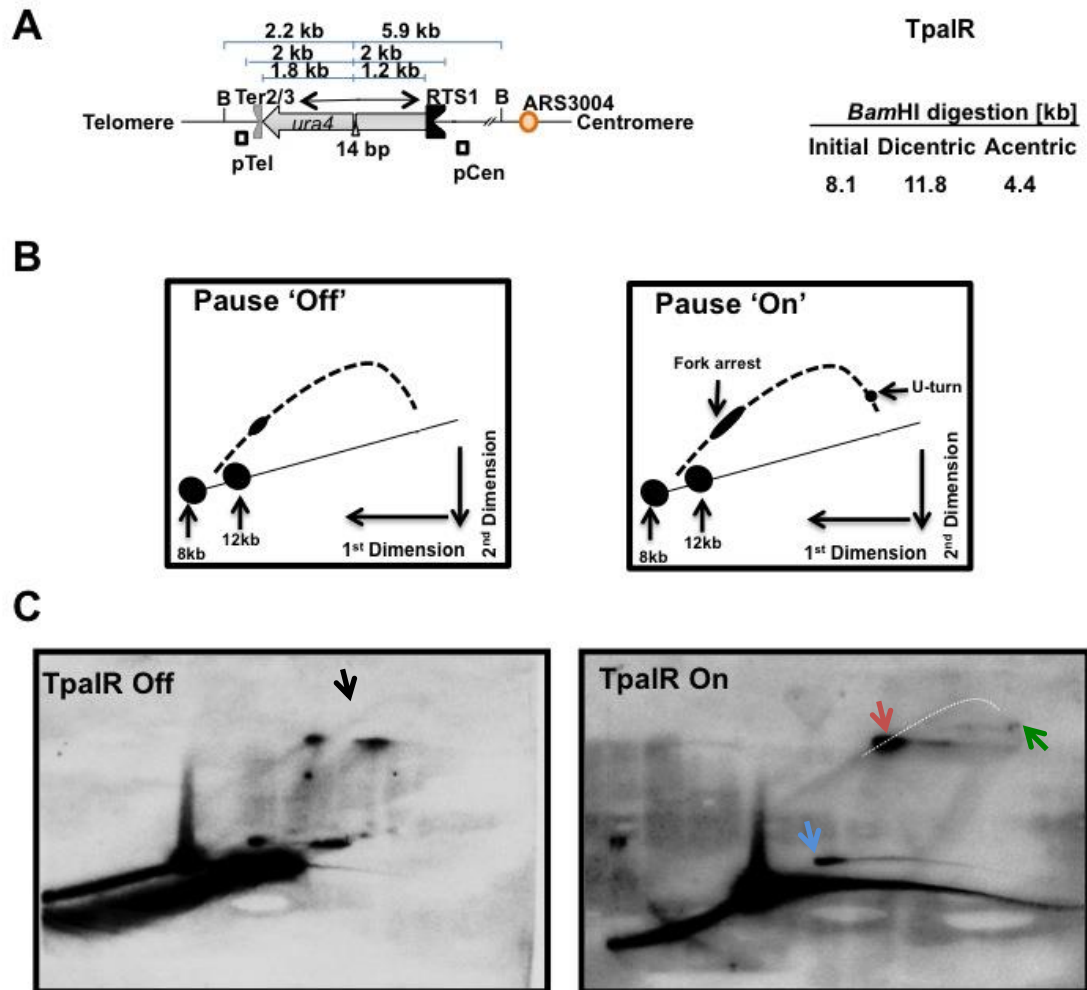 A
2.2 kb 5.9 kb
2 kb 2 kb
1.8 kb 1.2 kb
B Ter2/3 RTS1 B ARS3004
Telomere ura4 Centromere
14 bp
pTel pCen
TpalR
BamHI digestion [kb]
Initial Dicentric Acentric
8.1 11.8 4.4
B
Pause ‘Off’
8kb
12kb
1st Dimension
2nd Dimension
Pause ‘On’
Fork arrest
U-turn
8kb
12kb
1st Dimension
2nd Dimension
C
TpalR Off
TpalR On